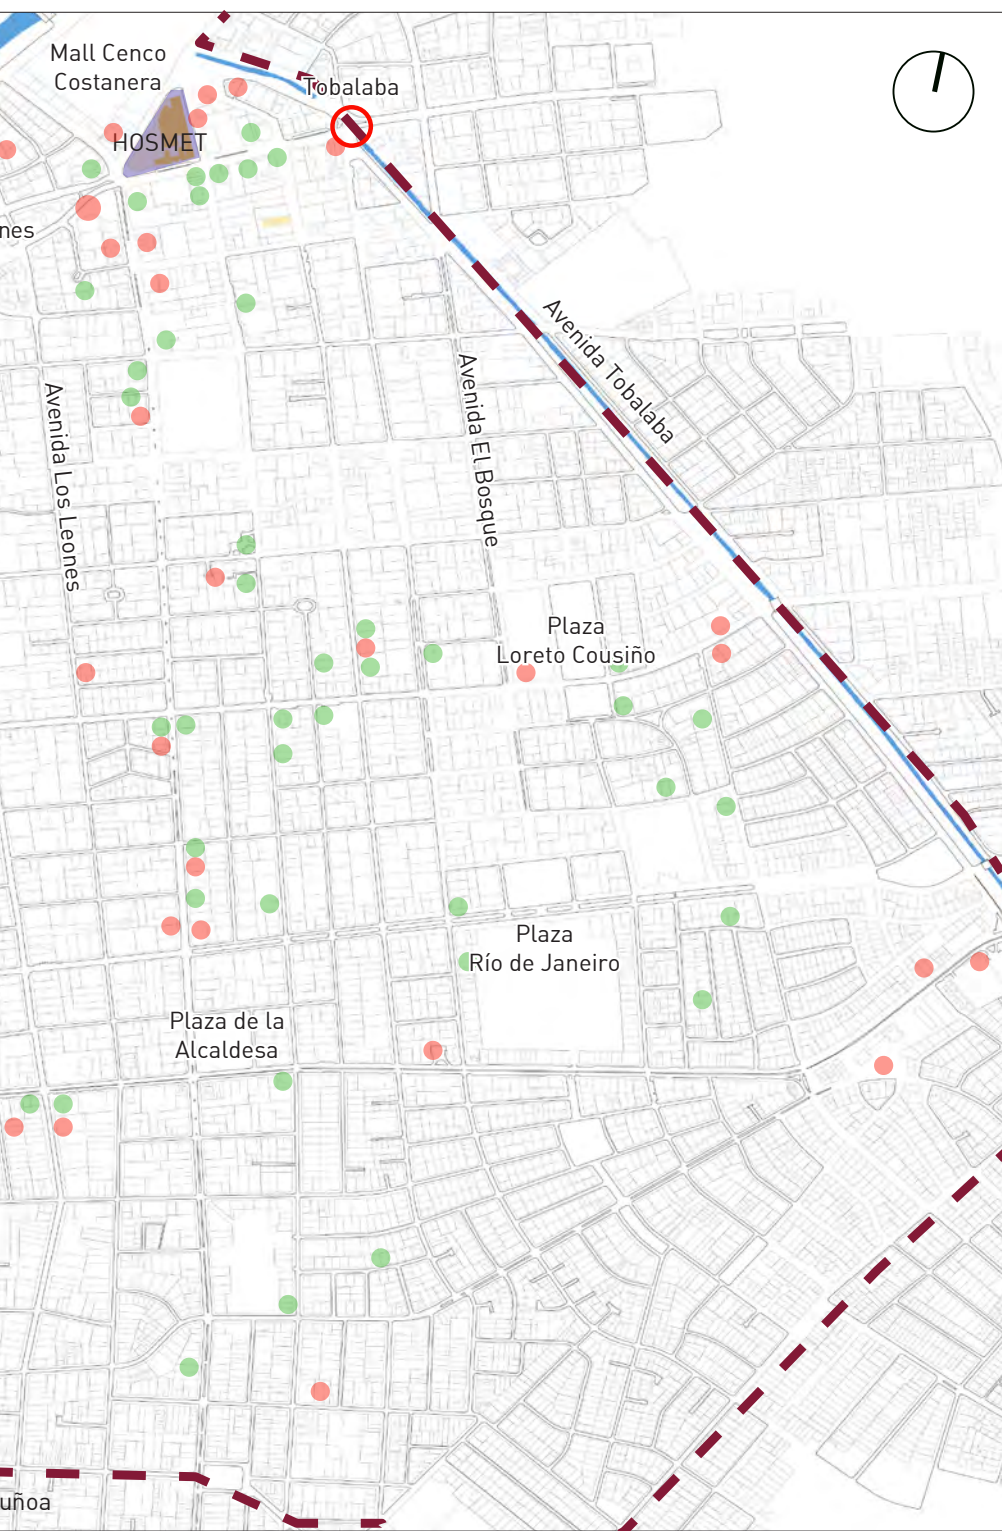 Mall Cenco
Costanera
Tobalaba
HOSMET
nes
Avenida Tobalaba
Avenida El Bosque
Avenida Los Leones
Plaza
Loreto Cousiño
Plaza
Río de Janeiro
Plaza de la
Alcaldesa
uñoa